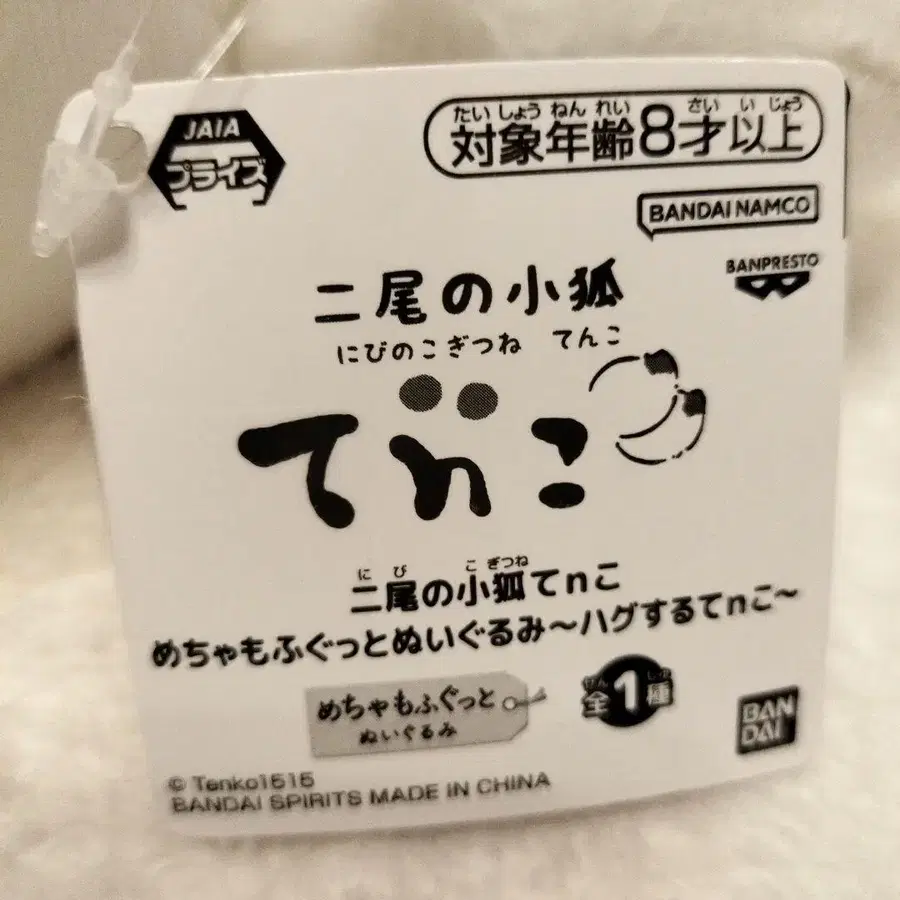 JAIA
プライズ
たいしょうねんれい さい いじょう
対象年齢8才以上
BANDAI NAMCO
BANPRESTO
二尾の小狐
にびのこぎつね てんこ
てnこ
に び こ ぎつね
二尾の小狐てnこ
めちゃもふぐっとぬいぐるみ～ハグするてnこ～
めちゃもふぐっと
ぬいぐるみ
ぜん しゅ
全1種
BAN
DAI
© Tenko1515
BANDAI SPIRITS MADE IN CHINA